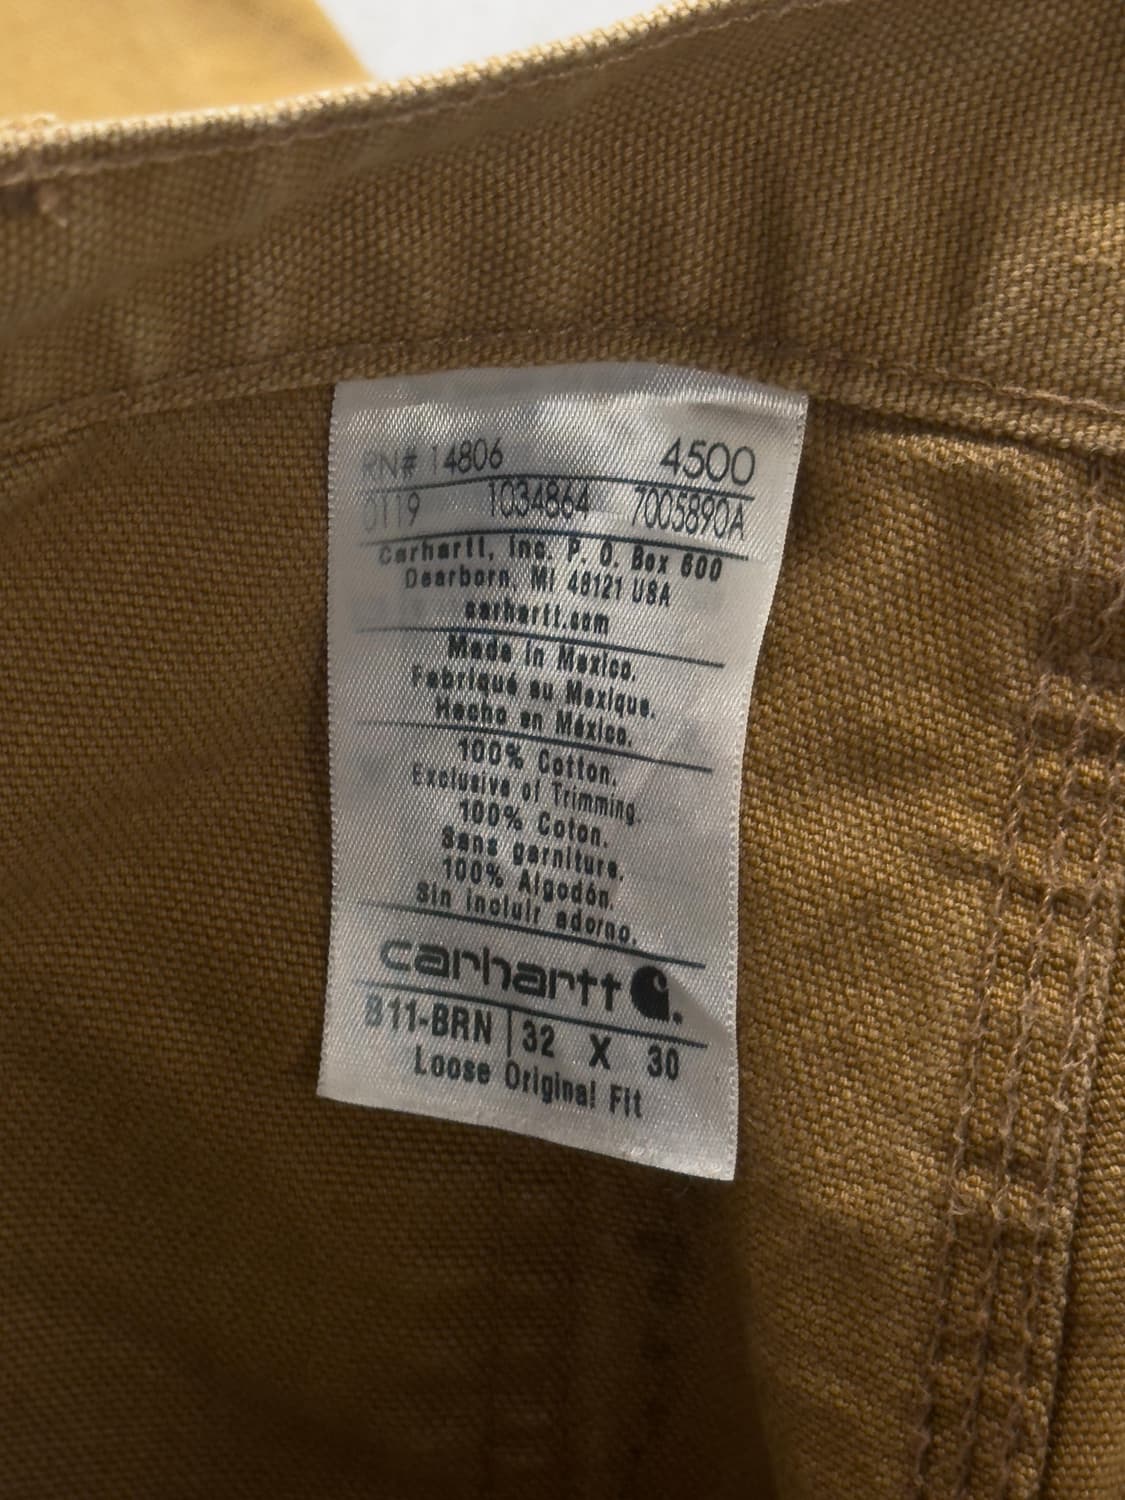 RN# 14806 4500
0119 1034864 7005890A
Carhartt, Inc. P. O. Box 600
Dearborn, MI 48121 USA
carhartt.com
Made in Mexico.
Fabriqué au Mexique.
Hecho en México.
100% Cotton.
Exclusive of Trimming.
100% Coton.
Sans garniture.
100% Algodón.
Sin incluir adorno.
carhartt
B11-BRN 32 X 30
Loose Original Fit